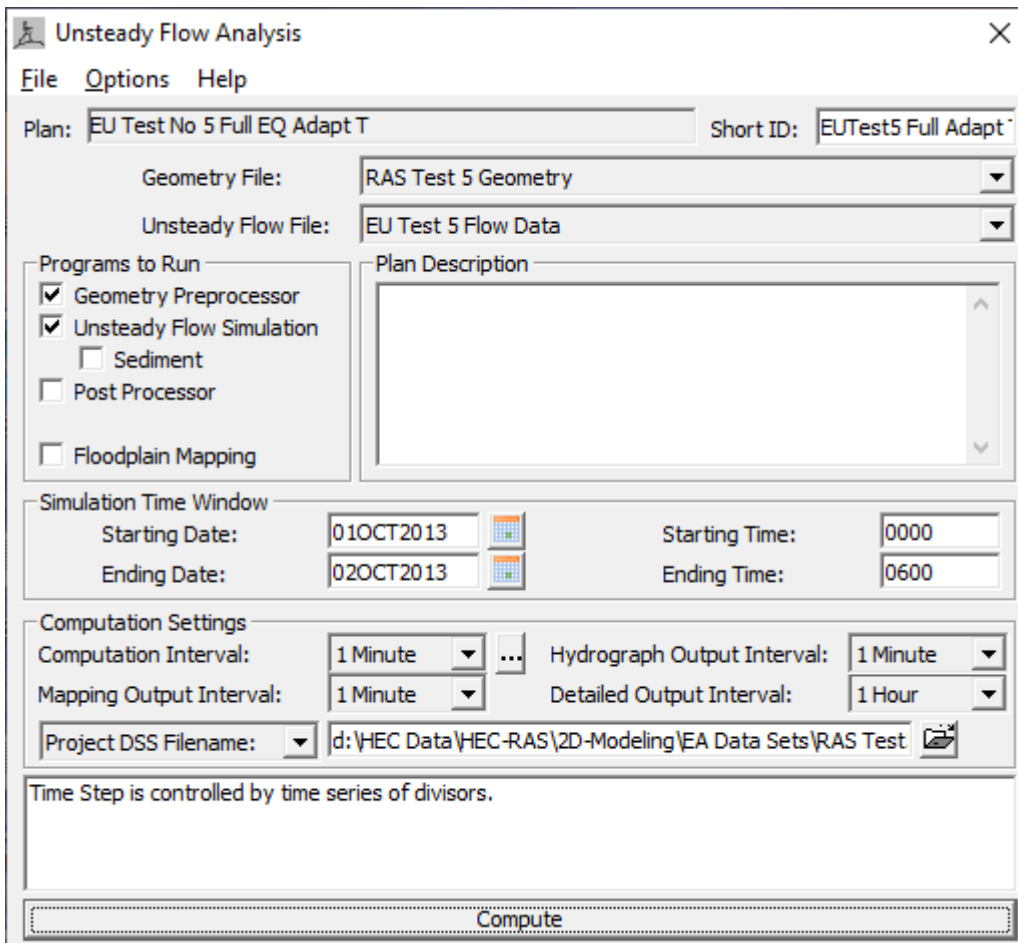 Unsteady Flow Analysis
File Options Help
Plan: EU Test No 5 Full EQ Adapt T Short ID: EUTest5 Full Adapt
Geometry File: RAS Test 5 Geometry
Unsteady Flow File: EU Test 5 Flow Data
Programs to Run Plan Description
Geometry Preprocessor
Unsteady Flow Simulation
Sediment
Post Processor
Floodplain Mapping
Simulation Time Window
Starting Date: 01OCT2013 Starting Time: 0000
Ending Date: 02OCT2013 Ending Time: 0600
Computation Settings
Computation Interval: 1 Minute ... Hydrograph Output Interval: 1 Minute
Mapping Output Interval: 1 Minute Detailed Output Interval: 1 Hour
Project DSS Filename: d:\HEC Data\HEC-RAS\2D-Modeling\EA Data Sets\RAS Test
Time Step is controlled by time series of divisors.
Compute